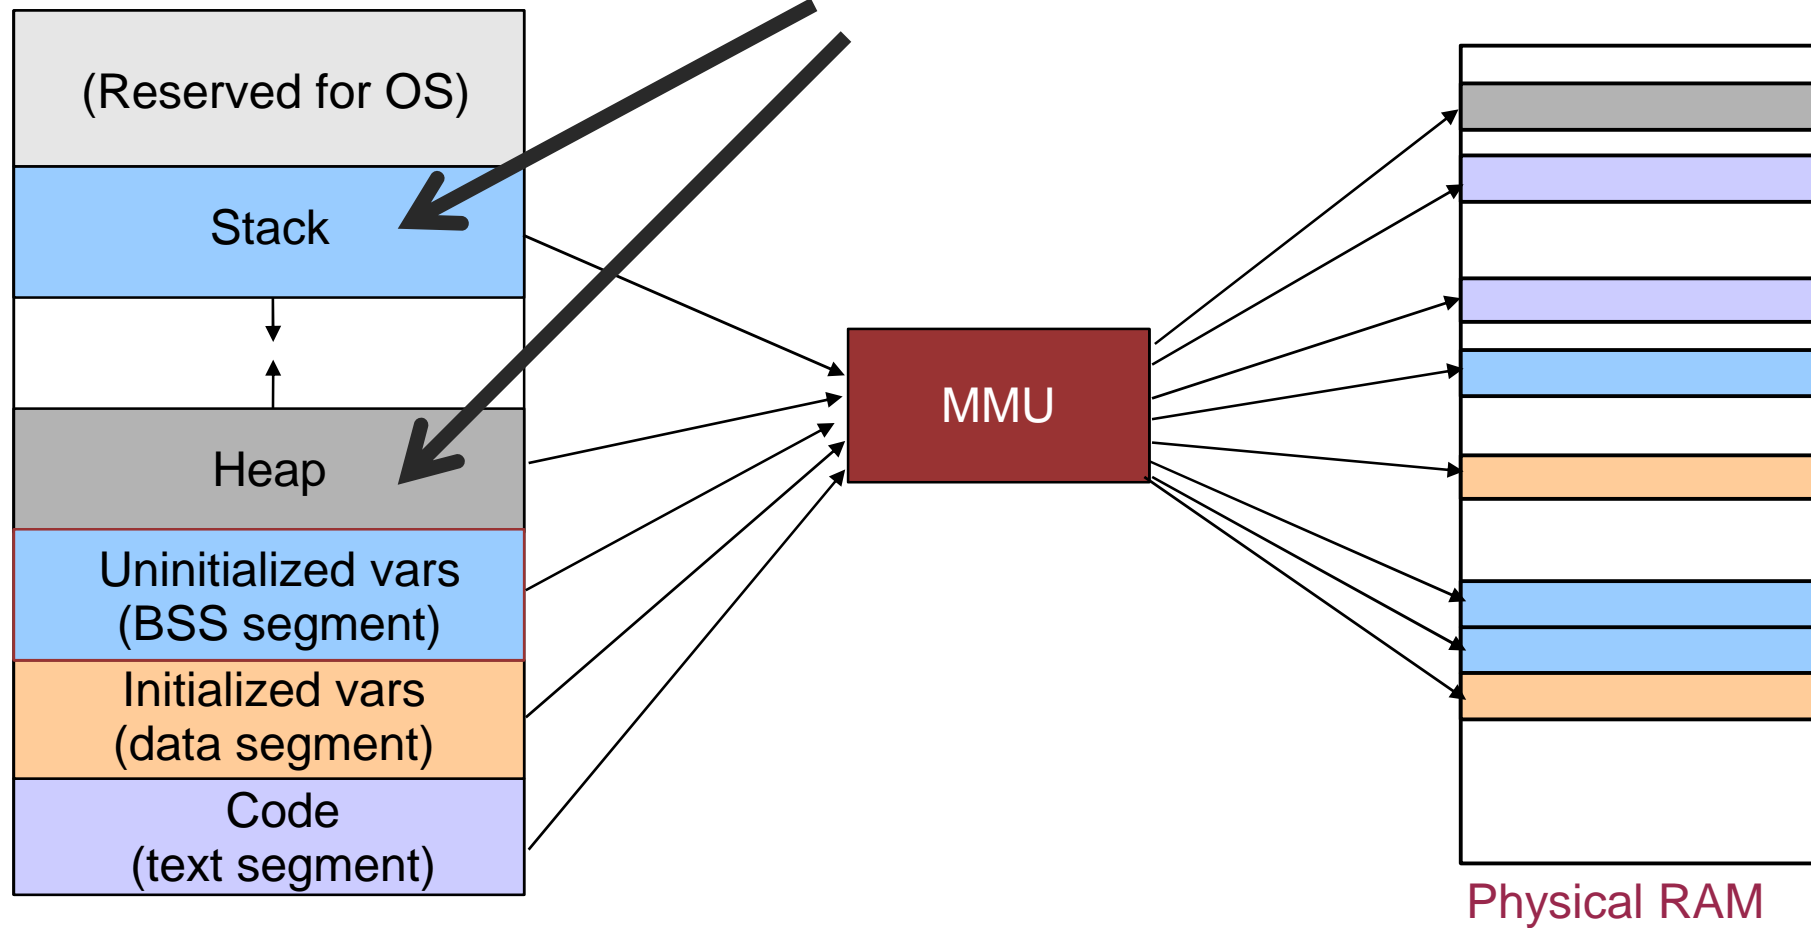 (Reserved for OS)
Stack
Heap
Uninitialized vars
(BSS segment)
Initialized vars
(data segment)
Code
(text segment)
MMU
Physical RAM